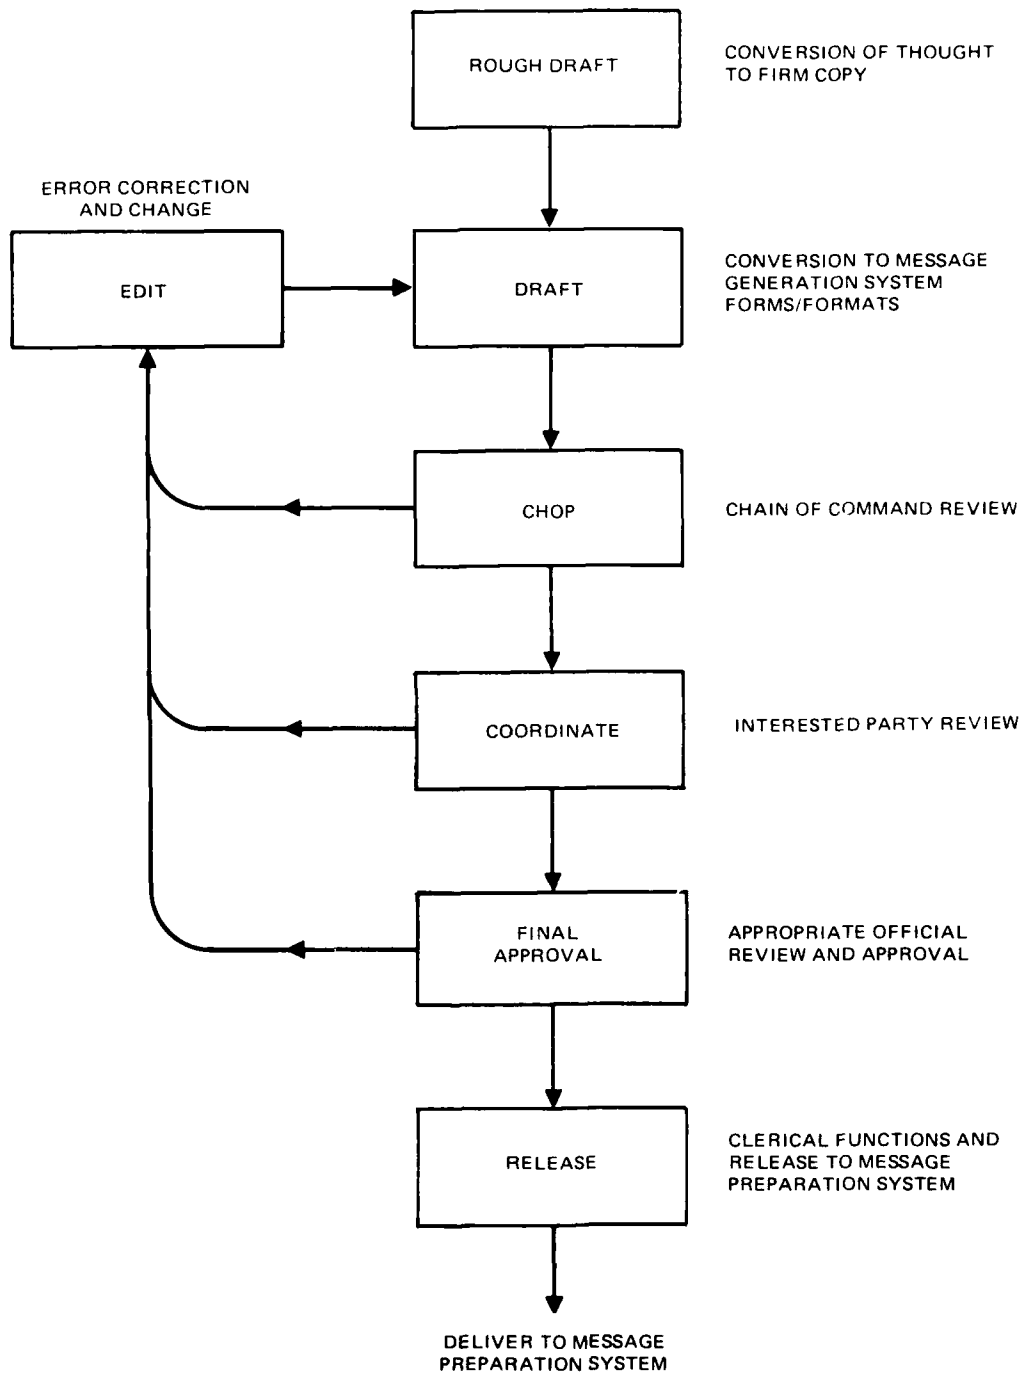 ROUGH DRAFT
CONVERSION OF THOUGHT
TO FIRM COPY
ERROR CORRECTION
AND CHANGE
EDIT
DRAFT
CONVERSION TO MESSAGE
GENERATION SYSTEM
FORMS/FORMATS
CHOP
CHAIN OF COMMAND REVIEW
COORDINATE
INTERESTED PARTY REVIEW
FINAL
APPROVAL
APPROPRIATE OFFICIAL
REVIEW AND APPROVAL
RELEASE
CLERICAL FUNCTIONS AND
RELEASE TO MESSAGE
PREPARATION SYSTEM
DELIVER TO MESSAGE
PREPARATION SYSTEM